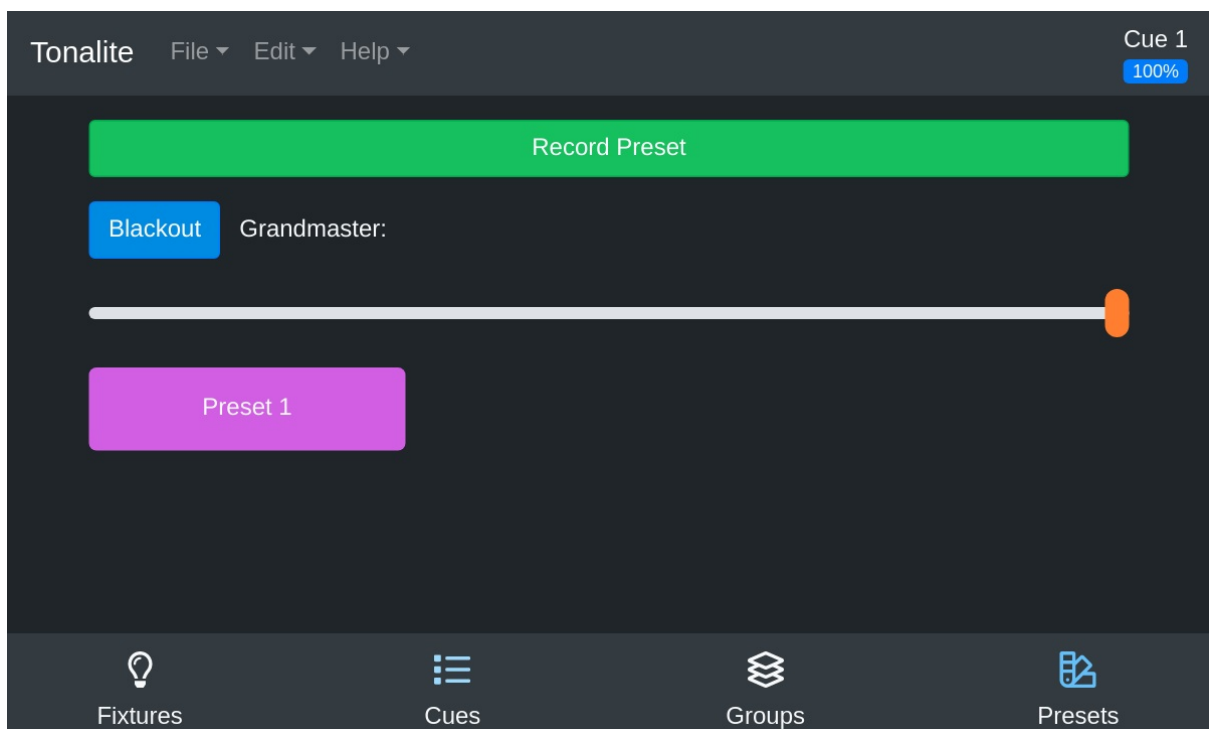 Tonalite File Edit Help Cue 1
100%
Record Preset
Blackout Grandmaster:
Preset 1
Fixtures Cues Groups Presets